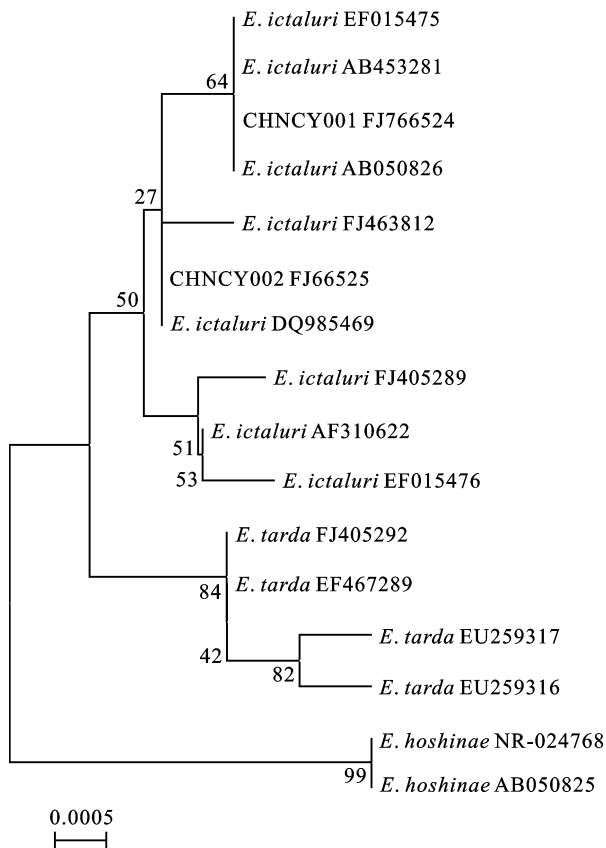 E. ictaluri EF015475
E. ictaluri AB453281
64
CHNCY001 FJ766524
E. ictaluri AB050826
27
E. ictaluri FJ463812
CHNCY002 FJ66525
50
E. ictaluri DQ985469
E. ictaluri FJ405289
E. ictaluri AF310622
51
53
E. ictaluri EF015476
E. tarda FJ405292
E. tarda EF467289
84
E. tarda EU259317
42
82
E. tarda EU259316
E. hoshinae NR-024768
99
E. hoshinae AB050825
0.0005